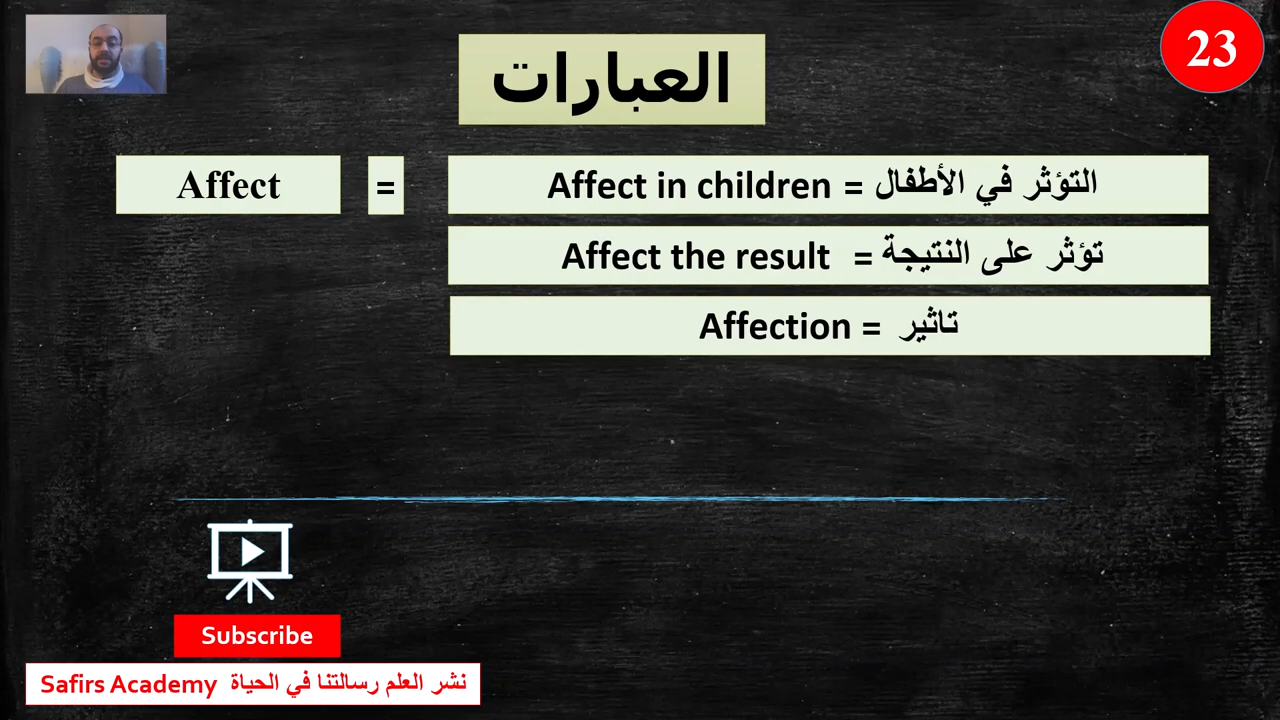 23
العبارات
Affect = Affect in children = التؤثر في الأطفال
Affect the result = تؤثر على النتيجة
Affection = تاثير
Subscribe
Safirs Academy نشر العلم رسالتنا في الحياة